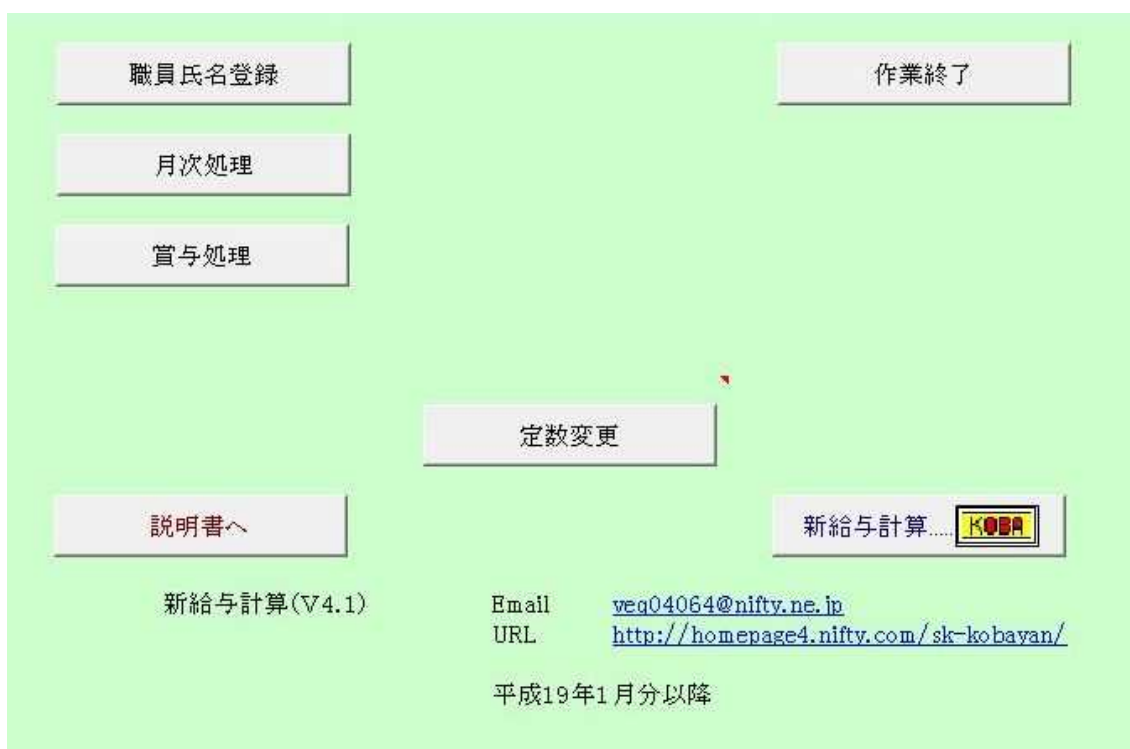 職員氏名登録
作業終了
月次処理
賞与処理
定数変更
説明書へ
新給与計算.....KOBA
新給与計算(V4.1)
Email veq04064@nifty.ne.jp
URL http://homepage4.nifty.com/sk-kobayan/
平成19年1月分以降